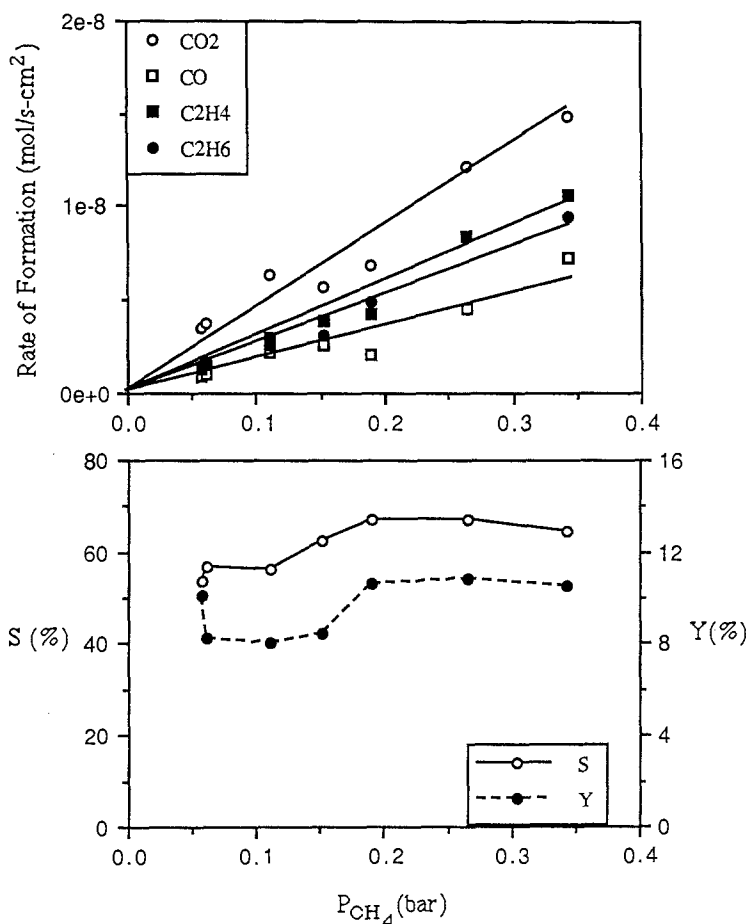 2e-8
CO2
CO
C2H4
C2H6
Rate of Formation (mol/s-cm²)
1e-8
0e+0
0.0 0.1 0.2 0.3 0.4
80 16
60 12
S (%) 40 8 Y(%)
20 4
S
Y
0 0
0.0 0.1 0.2 0.3 0.4
P_CH₄ (bar)